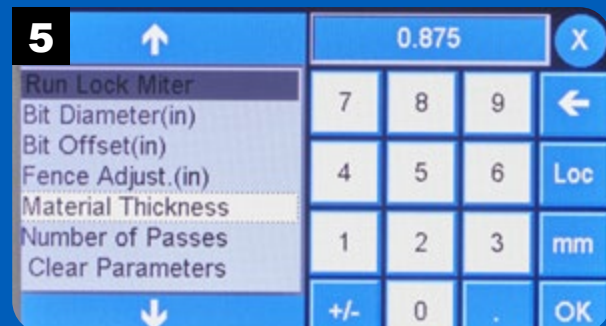 5
0.875
X
Run Lock Miter
Bit Diameter(in)
Bit Offset(in)
Fence Adjust.(in)
Material Thickness
Number of Passes
Clear Parameters
7 8 9
4 5 6 Loc
1 2 3 mm
+/- 0 . OK